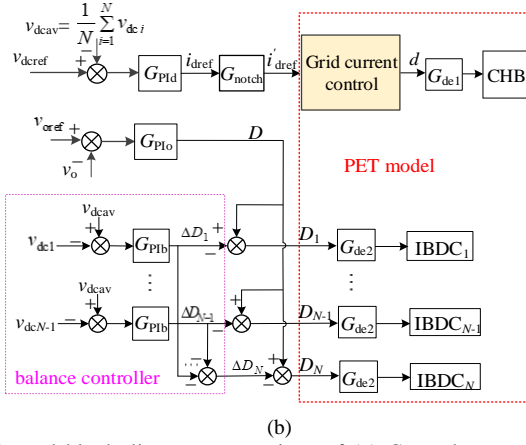 v_dcav = 1/N ∑_{i=1}^{N} v_dc i
v_dcref + − G_PId i_dref G_notch i'_dref Grid current control d G_de1 CHB
v_oref + G_PIo D
v_o −
PET model
v_dcav
v_dc1 − + G_PIb ΔD_1 + − D_1 G_de2 IBDC_1
⋮ ⋮ ⋮
v_dcav
v_dcN-1 − + G_PIb ΔD_N-1 + − D_N-1 G_de2 IBDC_N-1
balance controller − ... − ΔD_N − + D_N G_de2 IBDC_N
(b)